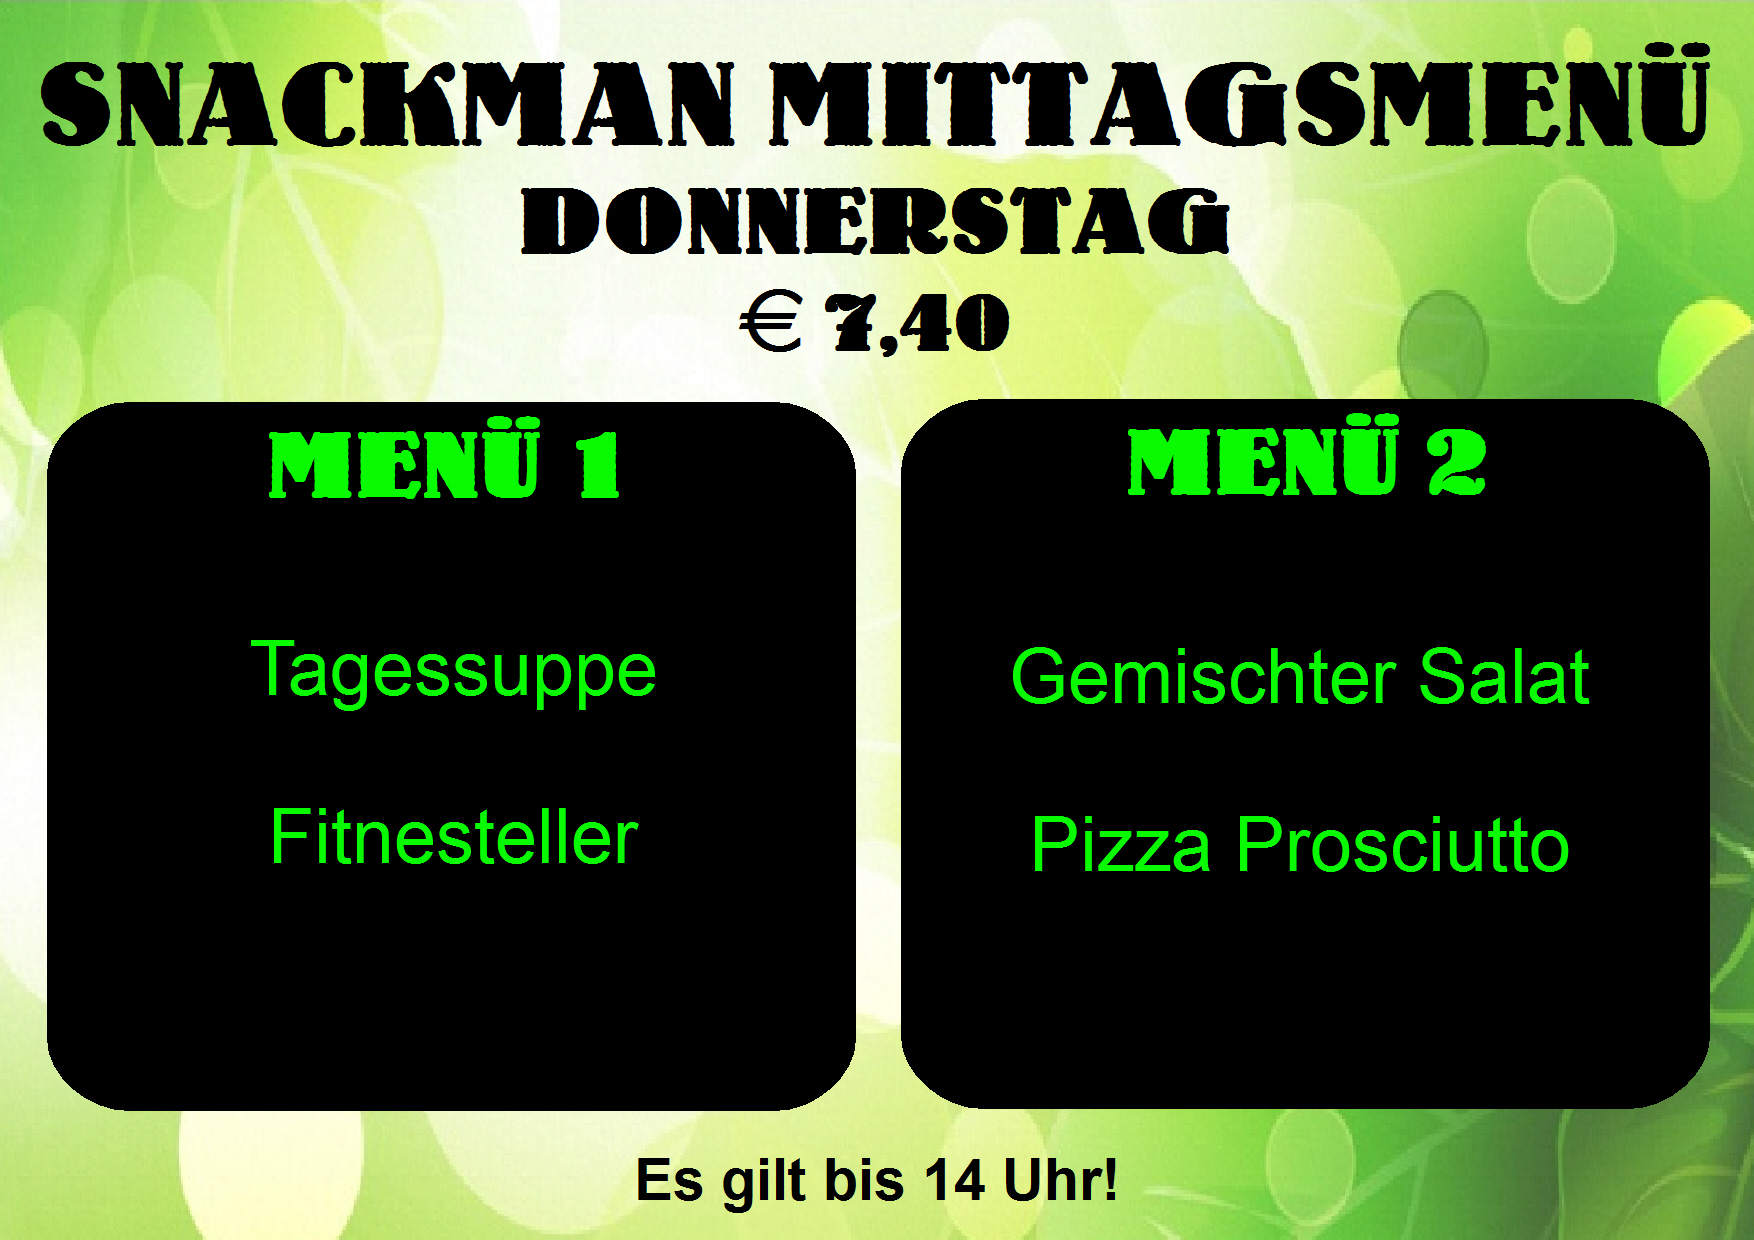 SNACKMAN MITTAGSMENÜ
DONNERSTAG
€ 7,40
MENÜ 1
Tagessuppe
Fitnesteller
MENÜ 2
Gemischter Salat
Pizza Prosciutto
Es gilt bis 14 Uhr!